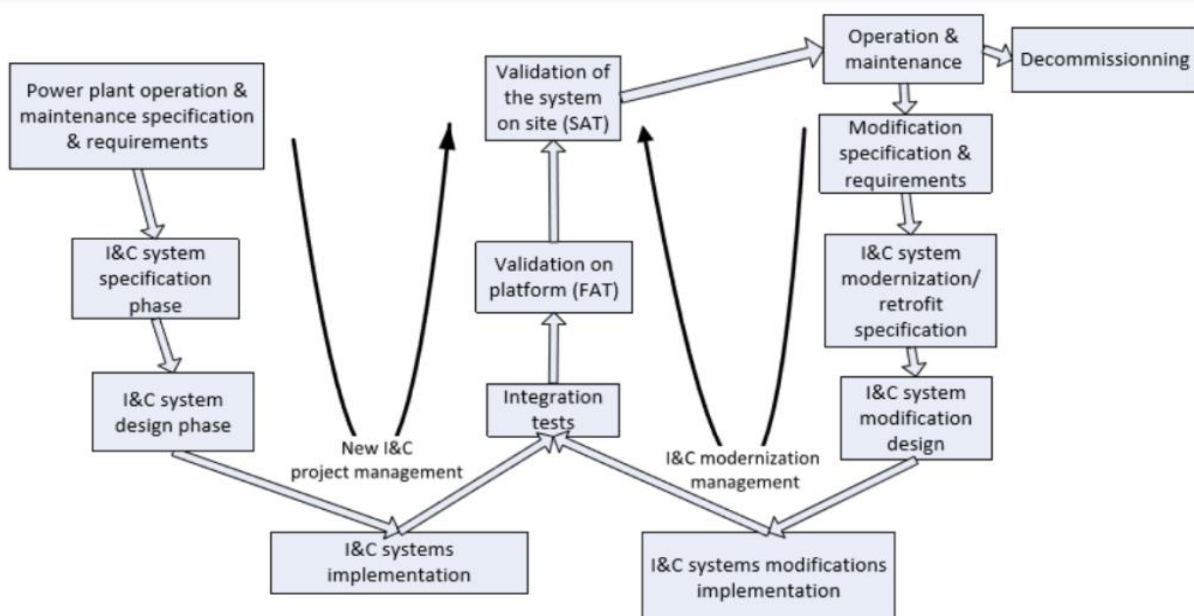 Power plant operation &
maintenance specification
& requirements
I&C system
specification
phase
I&C system
design phase
New I&C
project management
I&C systems
implementation
Integration
tests
Validation on
platform (FAT)
Validation of
the system
on site (SAT)
Operation &
maintenance
Decommissionning
Modification
specification &
requirements
I&C system
modernization/
retrofit
specification
I&C system
modification
design
I&C modernization
management
I&C systems modifications
implementation